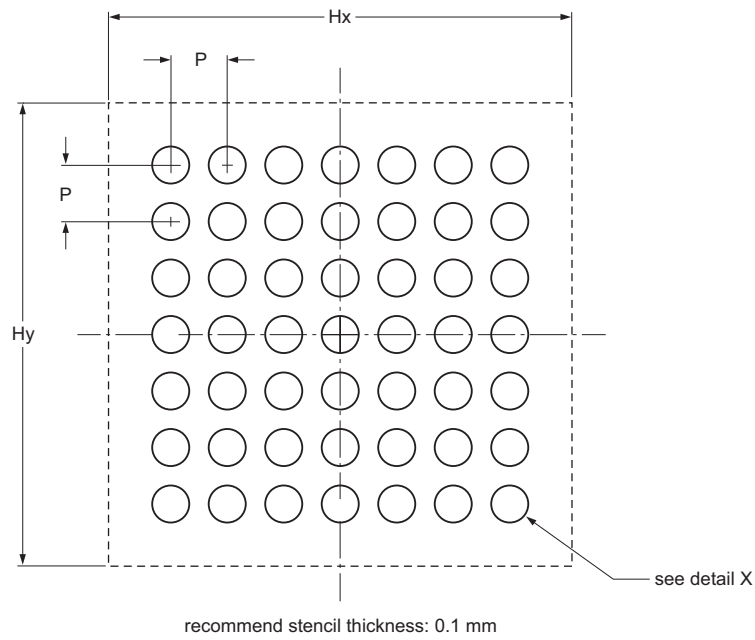 Hx
P
P
Hy
see detail X
recommend stencil thickness: 0.1 mm